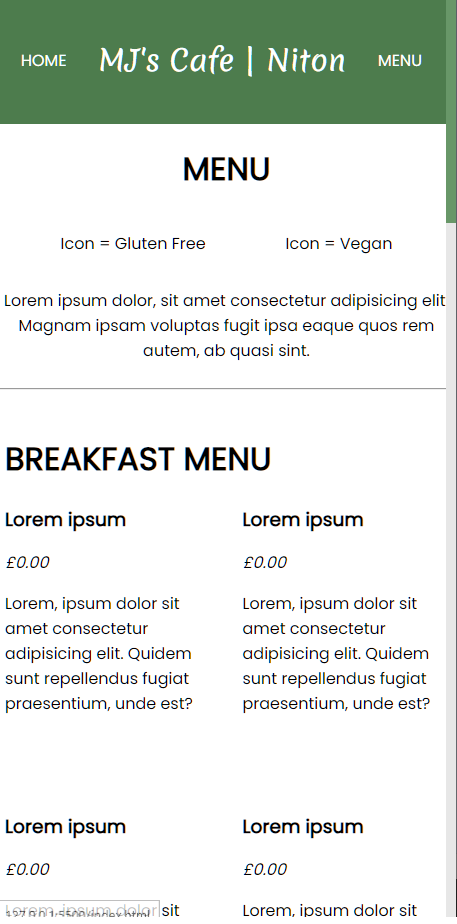 HOME MJ's Cafe | Niton MENU
MENU
Icon = Gluten Free Icon = Vegan
Lorem ipsum dolor, sit amet consectetur adipisicing elit
Magnam ipsam voluptas fugit ipsa eaque quos rem
autem, ab quasi sint.
BREAKFAST MENU
Lorem ipsum
£0.00
Lorem, ipsum dolor sit
amet consectetur
adipisicing elit. Quidem
sunt repellendus fugiat
praesentium, unde est?
Lorem ipsum
£0.00
Lorem, ipsum dolor sit
amet consectetur
adipisicing elit. Quidem
sunt repellendus fugiat
praesentium, unde est?
Lorem ipsum
£0.00
Lorem, ipsum dolor sit
Lorem ipsum
£0.00
Lorem, ipsum dolor sit
127.0.0.1:5500/index.html